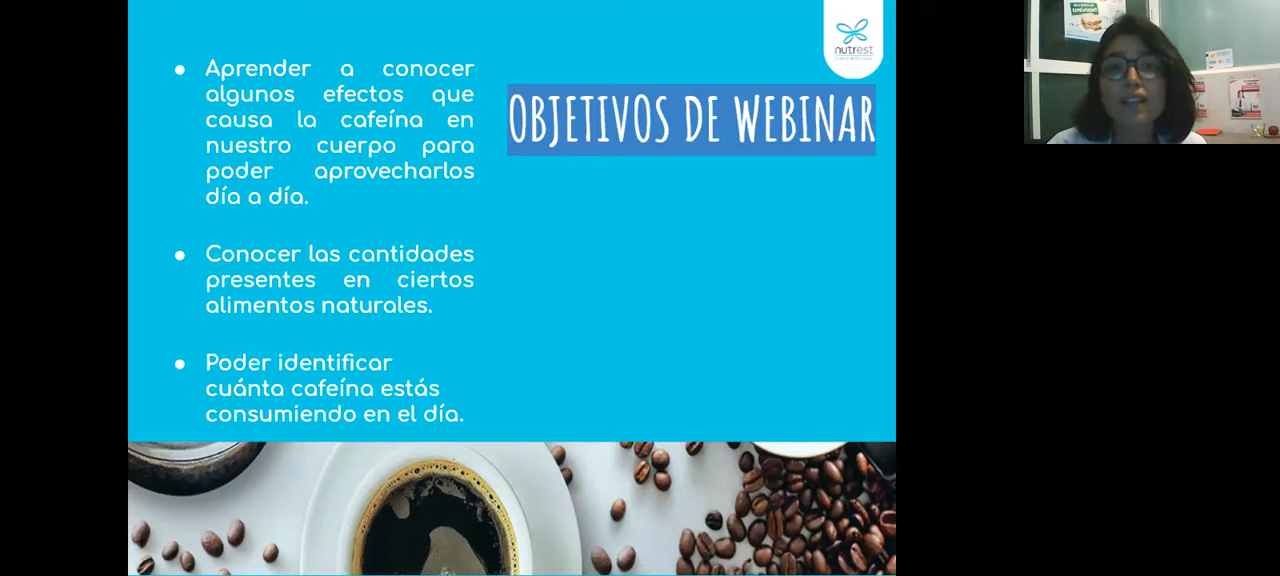 Aprender a conocer
algunos efectos que
causa la cafeína en
nuestro cuerpo para
poder aprovecharlos
día a día.
Conocer las cantidades
presentes en ciertos
alimentos naturales.
Poder identificar
cuánta cafeína estás
consumiendo en el día.
OBJETIVOS DE WEBINAR
nutrest